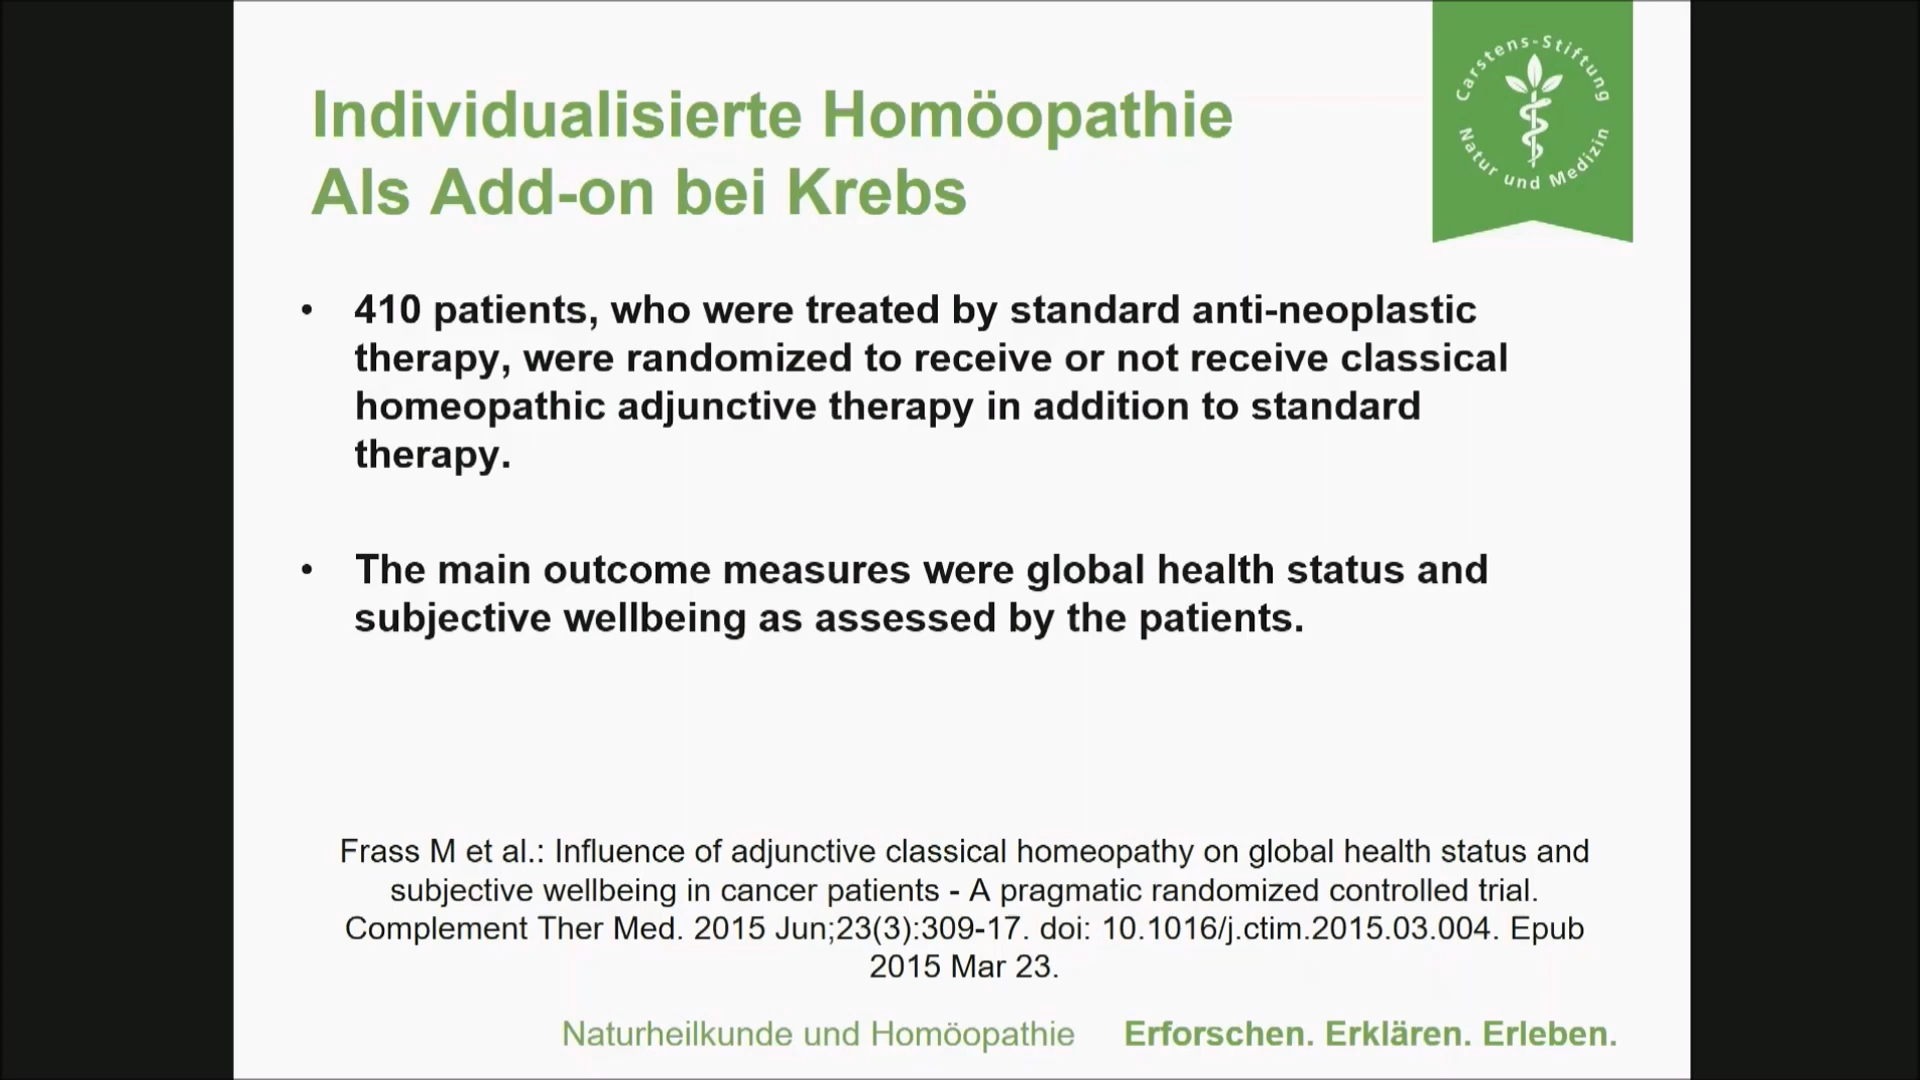 Carstens-Stiftung
Natur und Medizin
Individualisierte Homöopathie
Als Add-on bei Krebs
• 410 patients, who were treated by standard anti-neoplastic
therapy, were randomized to receive or not receive classical
homeopathic adjunctive therapy in addition to standard
therapy.
• The main outcome measures were global health status and
subjective wellbeing as assessed by the patients.
Frass M et al.: Influence of adjunctive classical homeopathy on global health status and
subjective wellbeing in cancer patients - A pragmatic randomized controlled trial.
Complement Ther Med. 2015 Jun;23(3):309-17. doi: 10.1016/j.ctim.2015.03.004. Epub
2015 Mar 23.
Naturheilkunde und Homöopathie Erforschen. Erklären. Erleben.